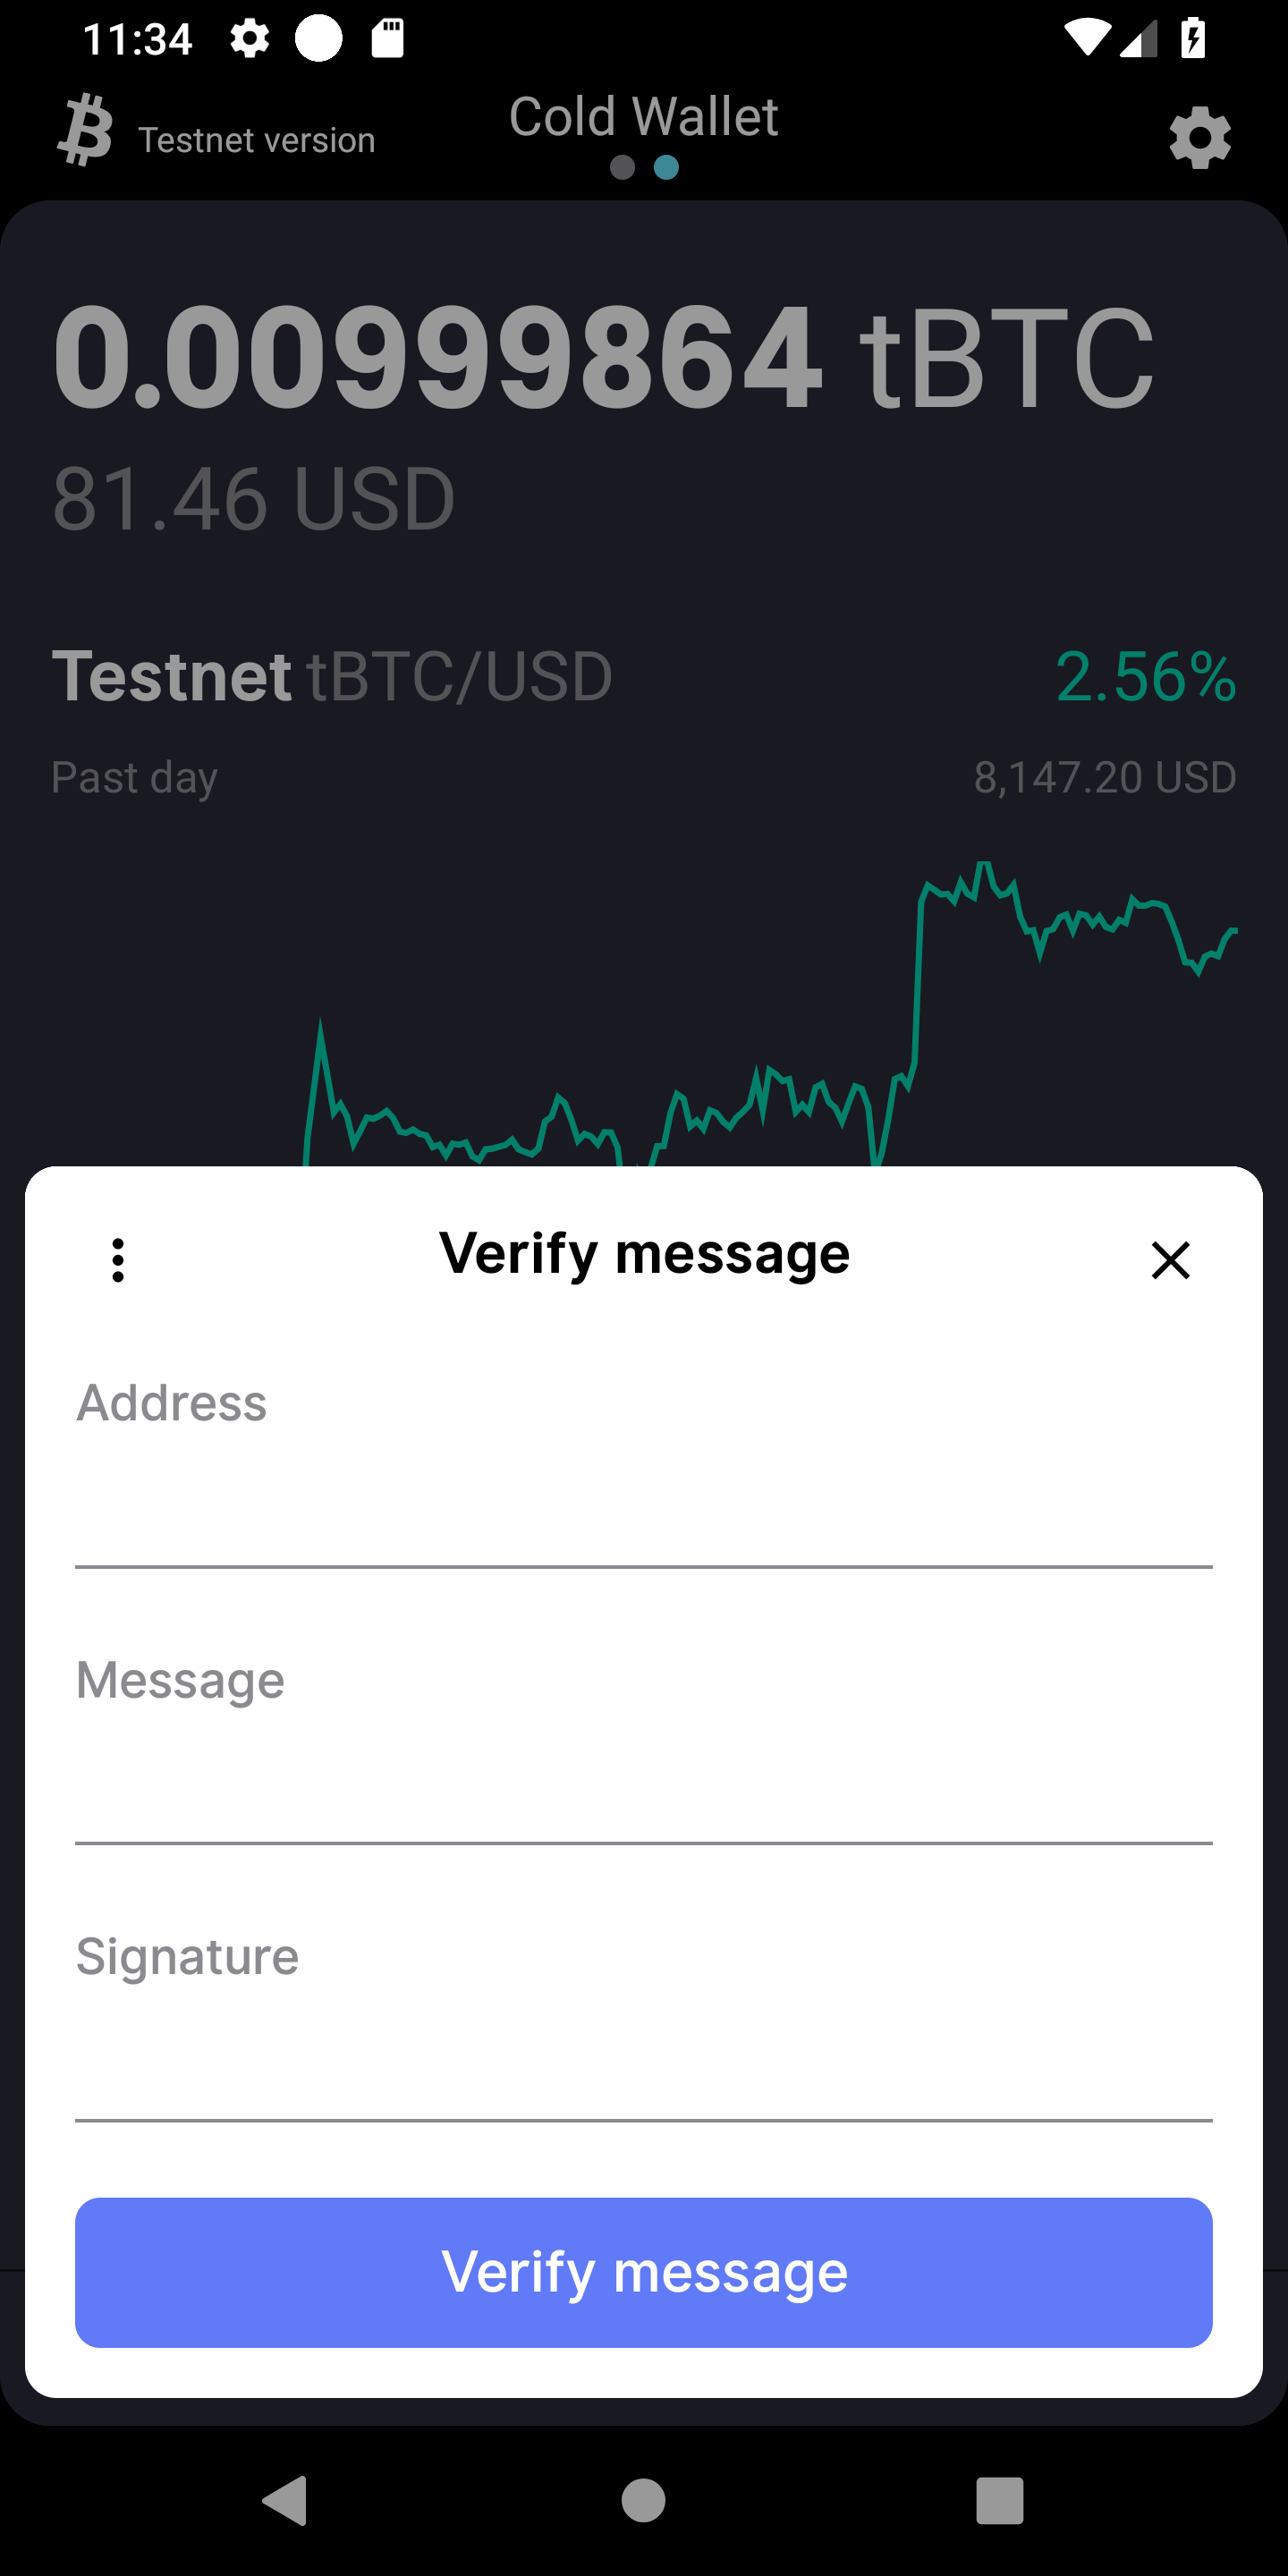 11:34
Testnet version
Cold Wallet
0.00999864 tBTC
81.46 USD
Testnet tBTC/USD
2.56%
Past day
8,147.20 USD
Verify message
Address
Message
Signature
Verify message